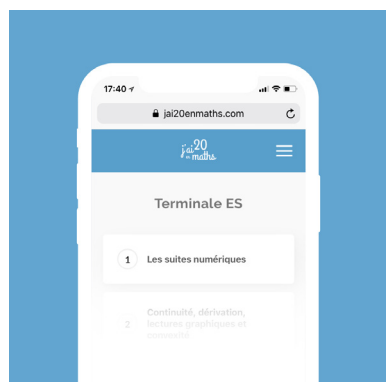 17:40
jai20enmaths.com
j'ai 20
en maths
Terminale ES
1 Les suites numériques
2 Continuité, dérivation,
lectures graphiques et
convexité